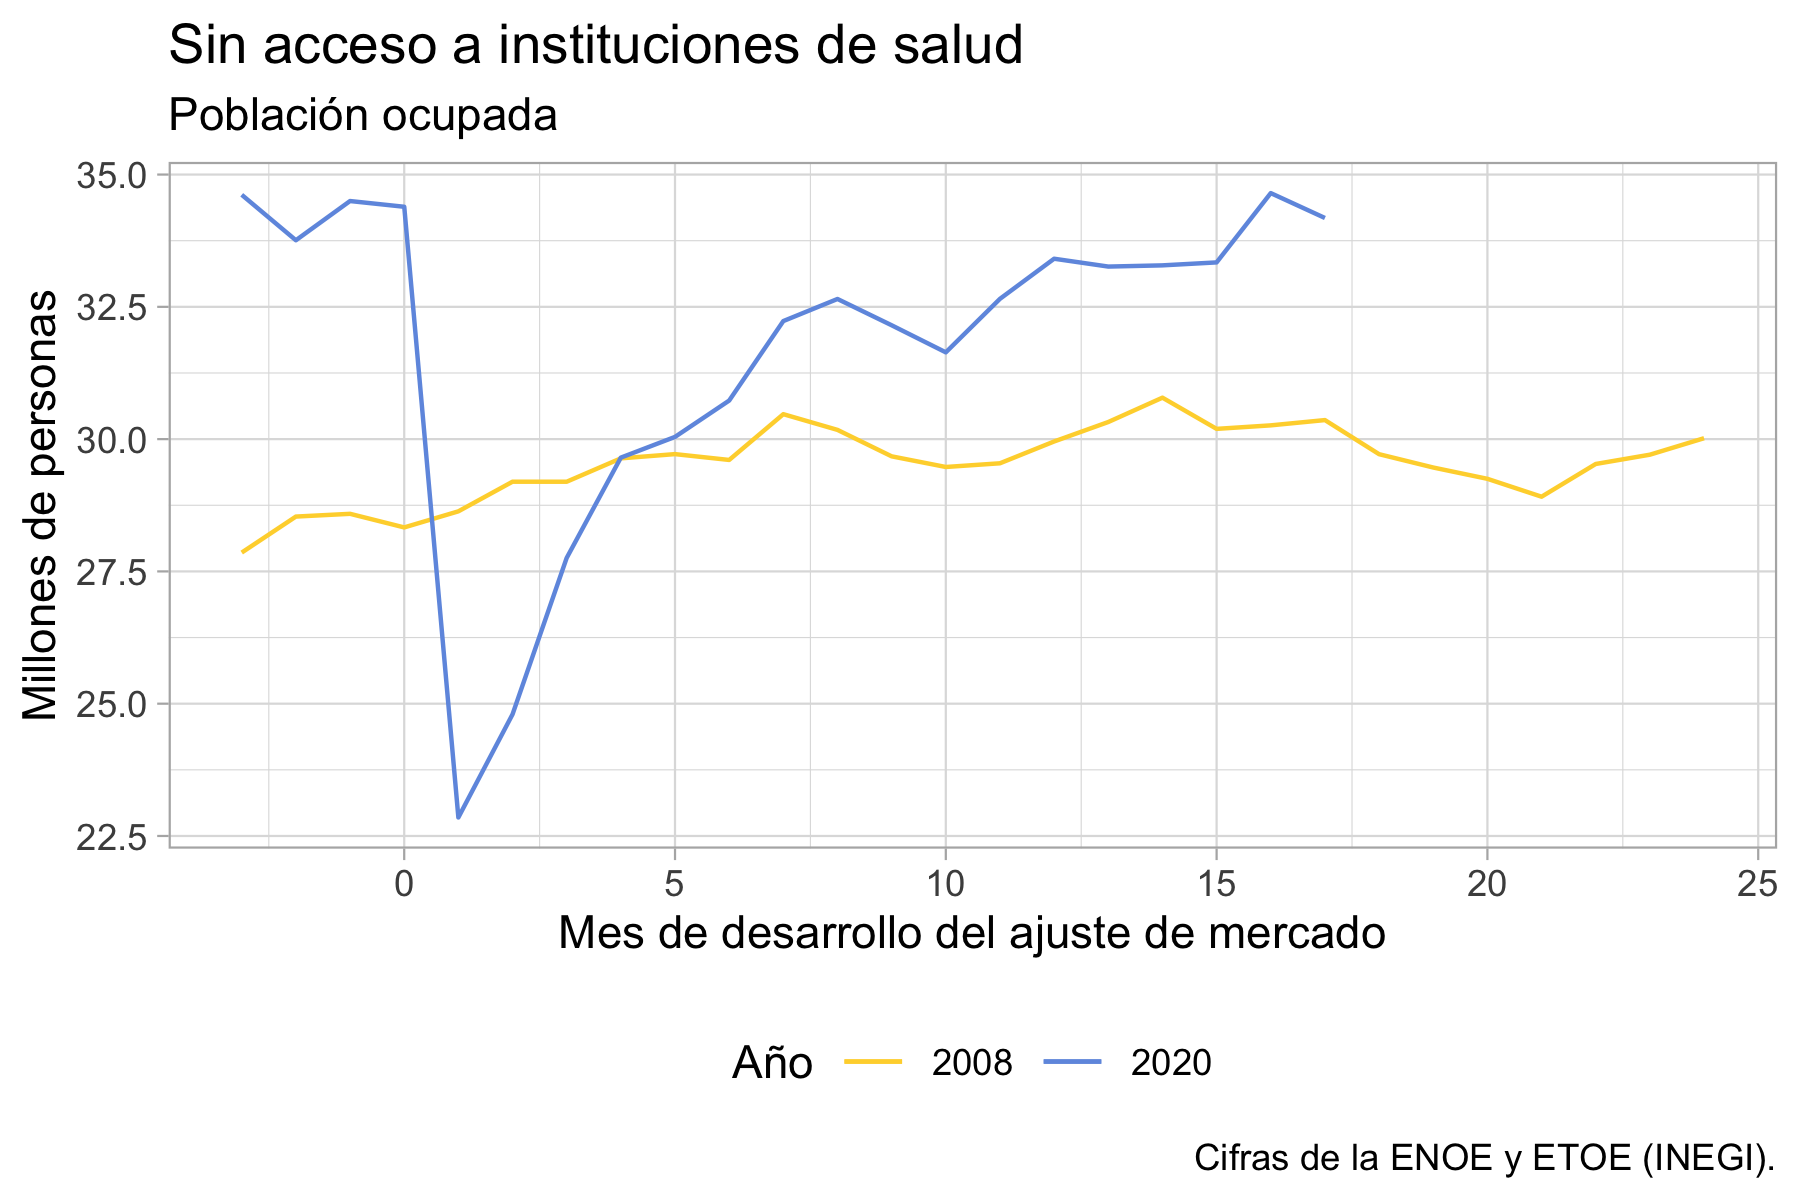 Sin acceso a instituciones de salud
Población ocupada
Millones de personas
35.0
32.5
30.0
27.5
25.0
22.5
0 5 10 15 20 25
Mes de desarrollo del ajuste de mercado
Año 2008 2020
Cifras de la ENOE y ETOE (INEGI).